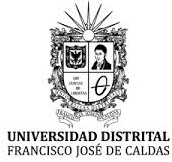 UNIVERSIDAD DISTRITAL
FRANCISCO JOSÉ DE CALDAS